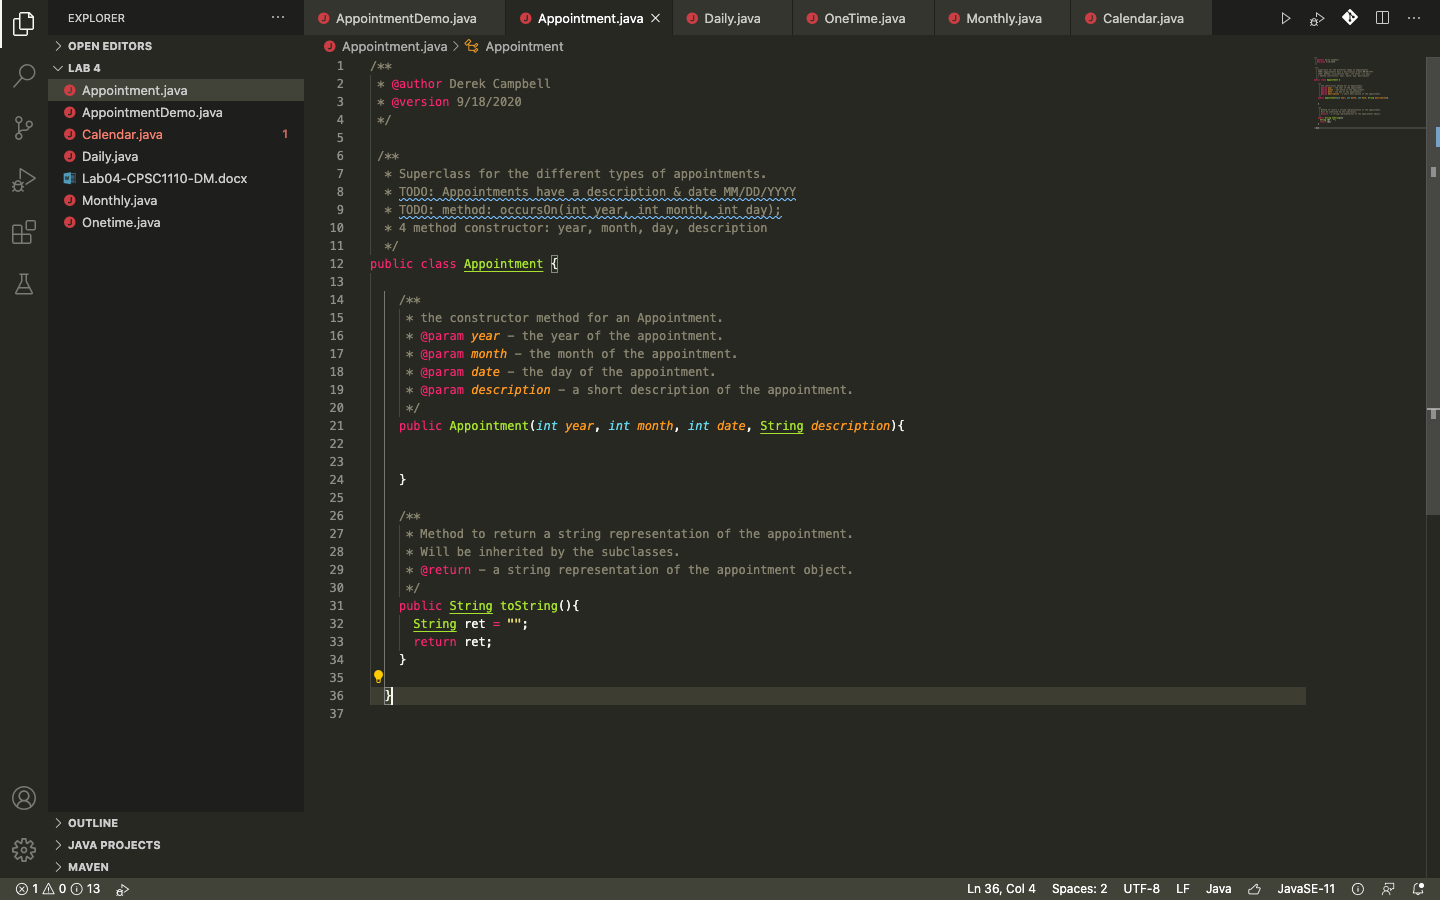 EXPLORER
OPEN EDITORS
LAB 4
Appointment.java
AppointmentDemo.java
Calendar.java 1
Daily.java
Lab04-CPSC1110-DM.docx
Monthly.java
Onetime.java
OUTLINE
JAVA PROJECTS
MAVEN
AppointmentDemo.java Appointment.java Daily.java OneTime.java Monthly.java Calendar.java
Appointment.java > Appointment
1 /**
2 * @author Derek Campbell
3 * @version 9/18/2020
4 */
5
6 /**
7 * Superclass for the different types of appointments.
8 * TODO: Appointments have a description & date MM/DD/YYYY
9 * TODO: method: occursOn(int year, int month, int day);
10 * 4 method constructor: year, month, day, description
11 */
12 public class Appointment {
13
14 /**
15 * the constructor method for an Appointment.
16 * @param year – the year of the appointment.
17 * @param month – the month of the appointment.
18 * @param date – the day of the appointment.
19 * @param description – a short description of the appointment.
20 */
21 public Appointment(int year, int month, int date, String description){
22
23
24 }
25
26 /**
27 * Method to return a string representation of the appointment.
28 * Will be inherited by the subclasses.
29 * @return – a string representation of the appointment object.
30 */
31 public String toString(){
32 String ret = "";
33 return ret;
34 }
35
36 }
37
1 0 13
Ln 36, Col 4 Spaces: 2 UTF-8 LF Java JavaSE-11